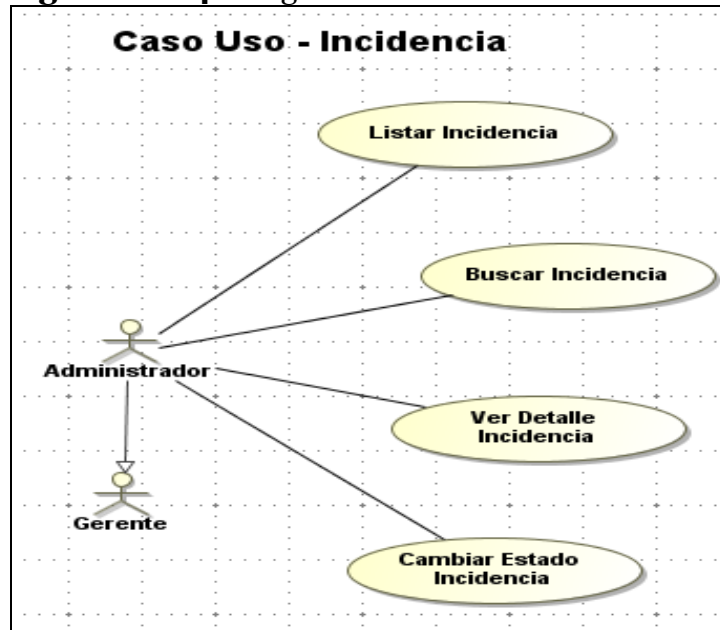 Caso Uso - Incidencia
Listar Incidencia
Buscar Incidencia
Administrador
Ver Detalle
Incidencia
Gerente
Cambiar Estado
Incidencia